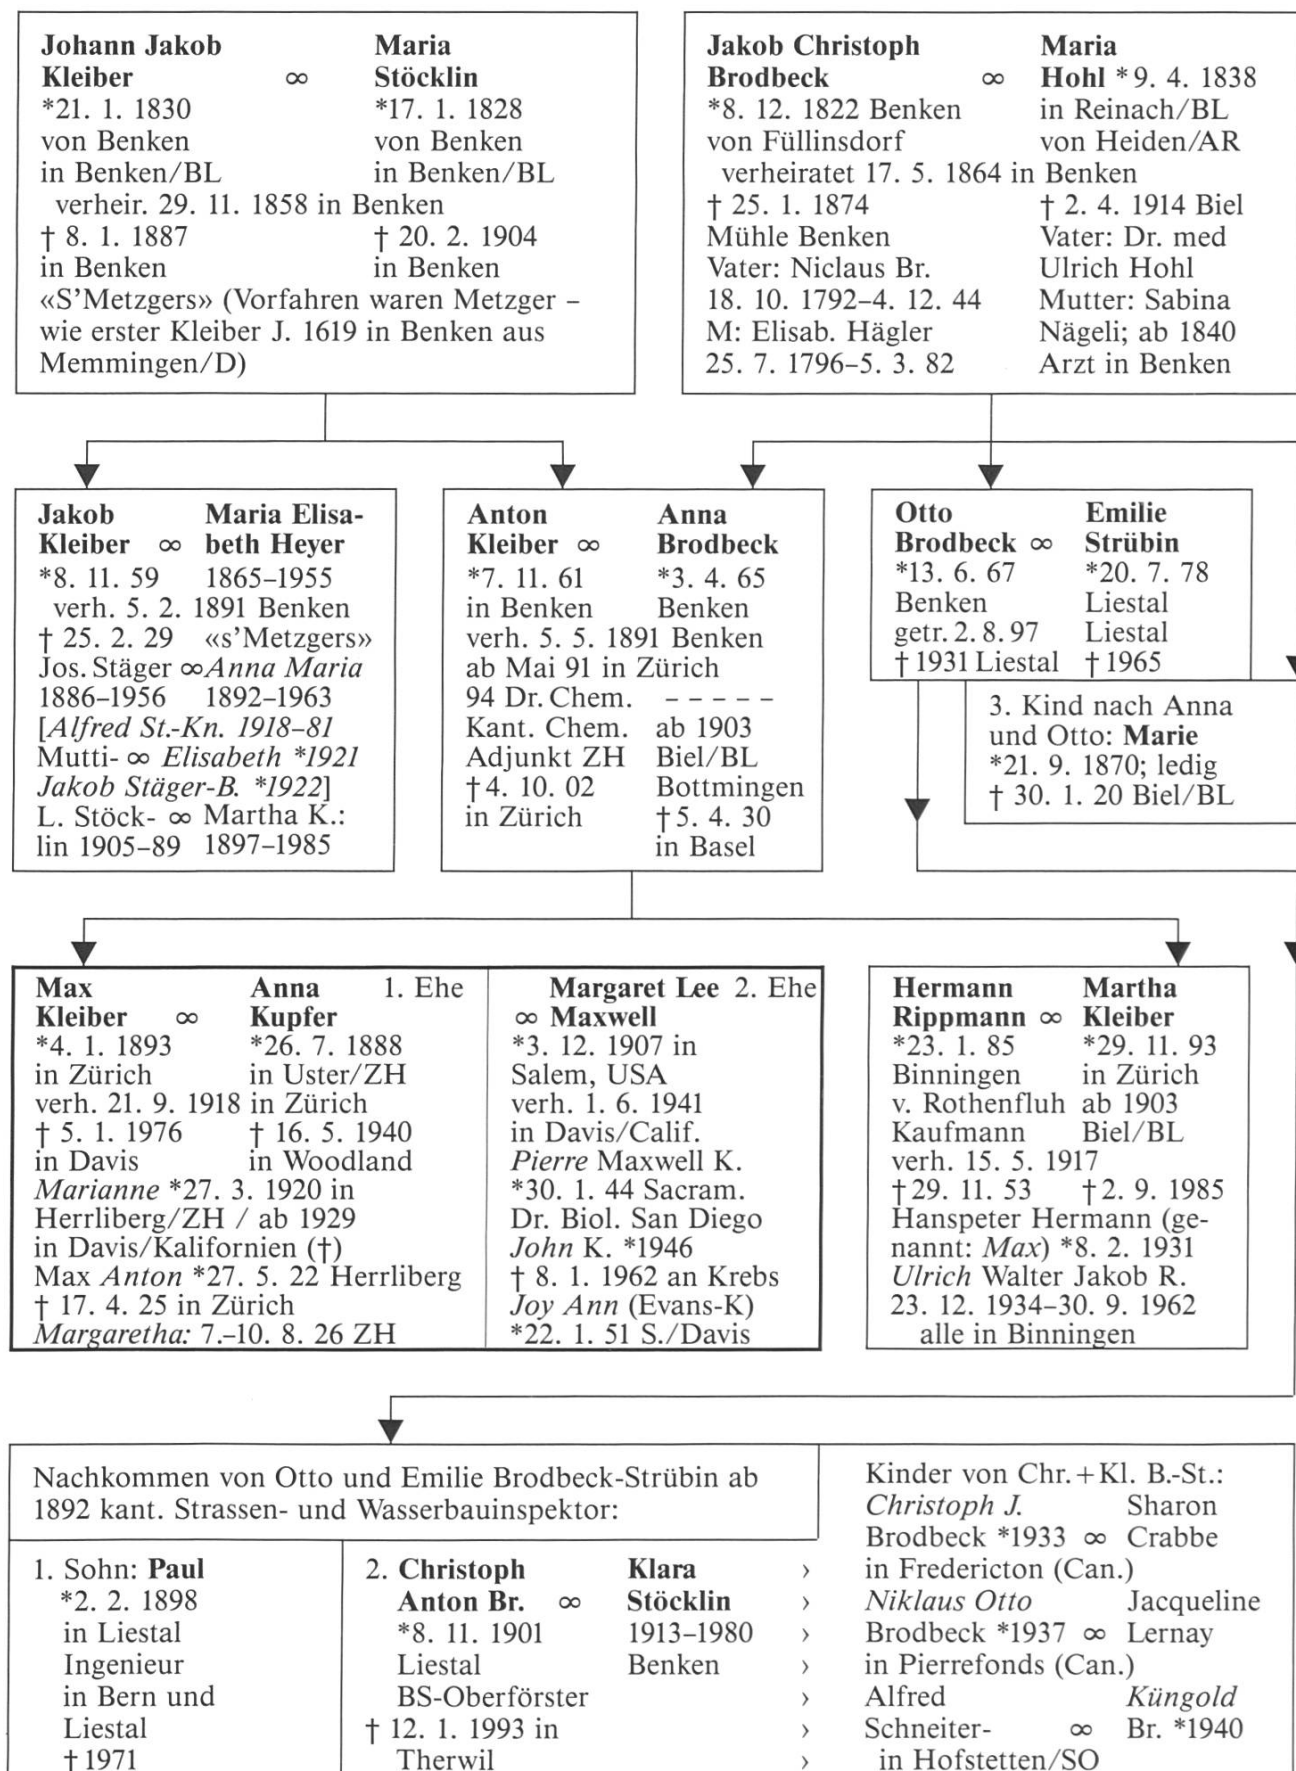 Johann Jakob Maria
Kleiber ∞ Stöcklin
*21. 1. 1830 *17. 1. 1828
von Benken von Benken
in Benken/BL in Benken/BL
verheir. 29. 11. 1858 in Benken
† 8. 1. 1887 † 20. 2. 1904
in Benken in Benken
«S'Metzgers» (Vorfahren waren Metzger –
wie erster Kleiber J. 1619 in Benken aus
Memmingen/D)
Jakob Christoph Maria
Brodbeck ∞ Hohl *9. 4. 1838
*8. 12. 1822 Benken in Reinach/BL
von Füllinsdorf von Heiden/AR
verheiratet 17. 5. 1864 in Benken
† 25. 1. 1874 † 2. 4. 1914 Biel
Mühle Benken Vater: Dr. med
Vater: Niclaus Br. Ulrich Hohl
18. 10. 1792–4. 12. 44 Mutter: Sabina
M: Elisab. Hägler Nägeli; ab 1840
25. 7. 1796–5. 3. 82 Arzt in Benken
Jakob Maria Elisa-
Kleiber ∞ beth Heyer
*8. 11. 59 1865–1955
verh. 5. 2. 1891 Benken
† 25. 2. 29 «s'Metzgers»
Jos. Stäger ∞ Anna Maria
1886–1956 1892–1963
[Alfred St.-Kn. 1918–81
Mutti- ∞ Elisabeth *1921
Jakob Stäger-B. *1922]
L. Stöck- ∞ Martha K.:
lin 1905–89 1897–1985
Anton Anna
Kleiber ∞ Brodbeck
*7. 11. 61 *3. 4. 65
in Benken Benken
verh. 5. 5. 1891 Benken
ab Mai 91 in Zürich
94 Dr. Chem. – – – – –
Kant. Chem. ab 1903
Adjunkt ZH Biel/BL
† 4. 10. 02 Bottmingen
in Zürich † 5. 4. 30
in Basel
Otto Emilie
Brodbeck ∞ Strübin
*13. 6. 67 *20. 7. 78
Benken Liestal
getr. 2. 8. 97 Liestal
† 1931 Liestal † 1965
3. Kind nach Anna
und Otto: Marie
*21. 9. 1870; ledig
† 30. 1. 20 Biel/BL
Max Anna 1. Ehe
Kleiber ∞ Kupfer
*4. 1. 1893 *26. 7. 1888
in Zürich in Uster/ZH
verh. 21. 9. 1918 in Zürich
† 5. 1. 1976 † 16. 5. 1940
in Davis in Woodland
Marianne *27. 3. 1920 in
Herrliberg/ZH / ab 1929
in Davis/Kalifornien (†)
Max Anton *27. 5. 22 Herrliberg
† 17. 4. 25 in Zürich
Margaretha: 7.–10. 8. 26 ZH
Margaret Lee 2. Ehe
∞ Maxwell
*3. 12. 1907 in
Salem, USA
verh. 1. 6. 1941
in Davis/Calif.
Pierre Maxwell K.
*30. 1. 44 Sacram.
Dr. Biol. San Diego
John K. *1946
† 8. 1. 1962 an Krebs
Joy Ann (Evans-K)
*22. 1. 51 S./Davis
Hermann Martha
Rippmann ∞ Kleiber
*23. 1. 85 *29. 11. 93
Binningen in Zürich
v. Rothenfluh ab 1903
Kaufmann Biel/BL
verh. 15. 5. 1917
† 29. 11. 53 † 2. 9. 1985
Hanspeter Hermann (ge-
nannt: Max) *8. 2. 1931
Ulrich Walter Jakob R.
23. 12. 1934–30. 9. 1962
alle in Binningen
Nachkommen von Otto und Emilie Brodbeck-Strübin ab
1892 kant. Strassen- und Wasserbauinspektor:
1. Sohn: Paul
*2. 2. 1898
in Liestal
Ingenieur
in Bern und
Liestal
† 1971
2. Christoph Klara ›
Anton Br. ∞ Stöcklin ›
*8. 11. 1901 1913–1980 ›
Liestal Benken ›
BS-Oberförster ›
† 12. 1. 1993 in ›
Therwil ›
Kinder von Chr. + Kl. B.-St.:
Christoph J. Sharon
Brodbeck *1933 ∞ Crabbe
in Fredericton (Can.)
Niklaus Otto Jacqueline
Brodbeck *1937 ∞ Lernay
in Pierrefonds (Can.)
Alfred Küngold
Schneiter- ∞ Br. *1940
in Hofstetten/SO